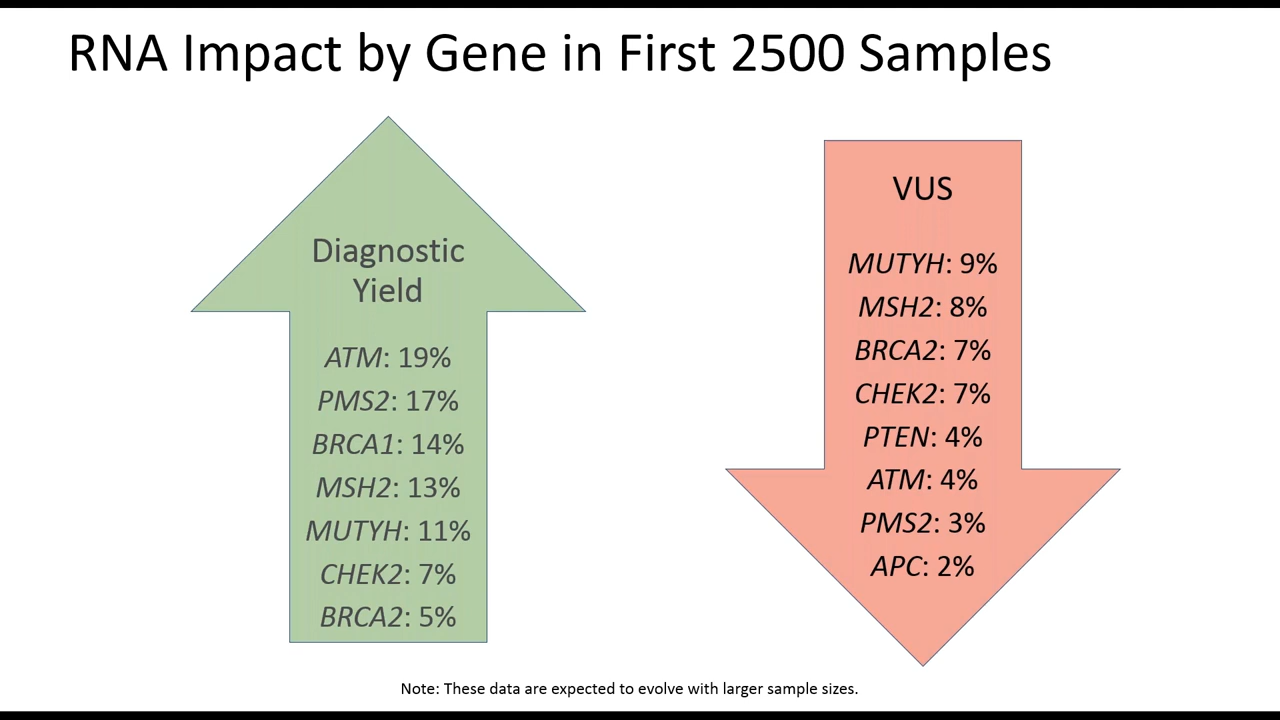 RNA Impact by Gene in First 2500 Samples
Diagnostic
Yield
ATM: 19%
PMS2: 17%
BRCA1: 14%
MSH2: 13%
MUTYH: 11%
CHEK2: 7%
BRCA2: 5%
VUS
MUTYH: 9%
MSH2: 8%
BRCA2: 7%
CHEK2: 7%
PTEN: 4%
ATM: 4%
PMS2: 3%
APC: 2%
Note: These data are expected to evolve with larger sample sizes.